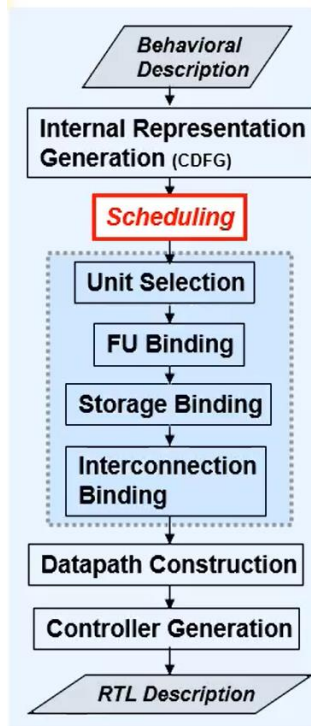 Behavioral
Description
Internal Representation
Generation (CDFG)
Scheduling
Unit Selection
FU Binding
Storage Binding
Interconnection
Binding
Datapath Construction
Controller Generation
RTL Description